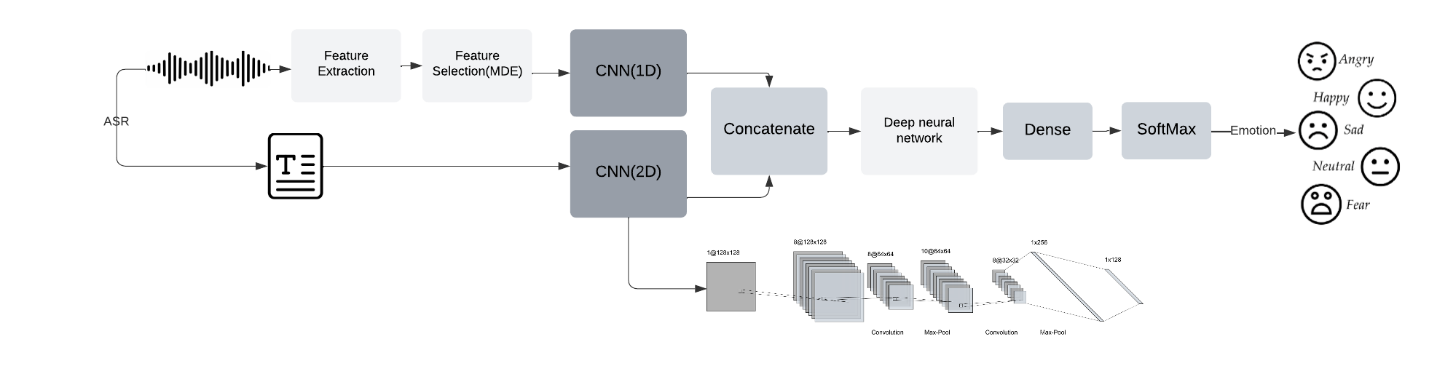 Feature
Extraction
Feature
Selection(MDE)
CNN(1D)
ASR
T
CNN(2D)
Concatenate
Deep neural
network
Dense
SoftMax
Emotion
Angry
Happy
Sad
Neutral
Fear
1@128x128
8@128x128
8@64x64
10@64x64
8@32x32
1x256
1x128
Convolution
Max-Pool
Convolution
Max-Pool